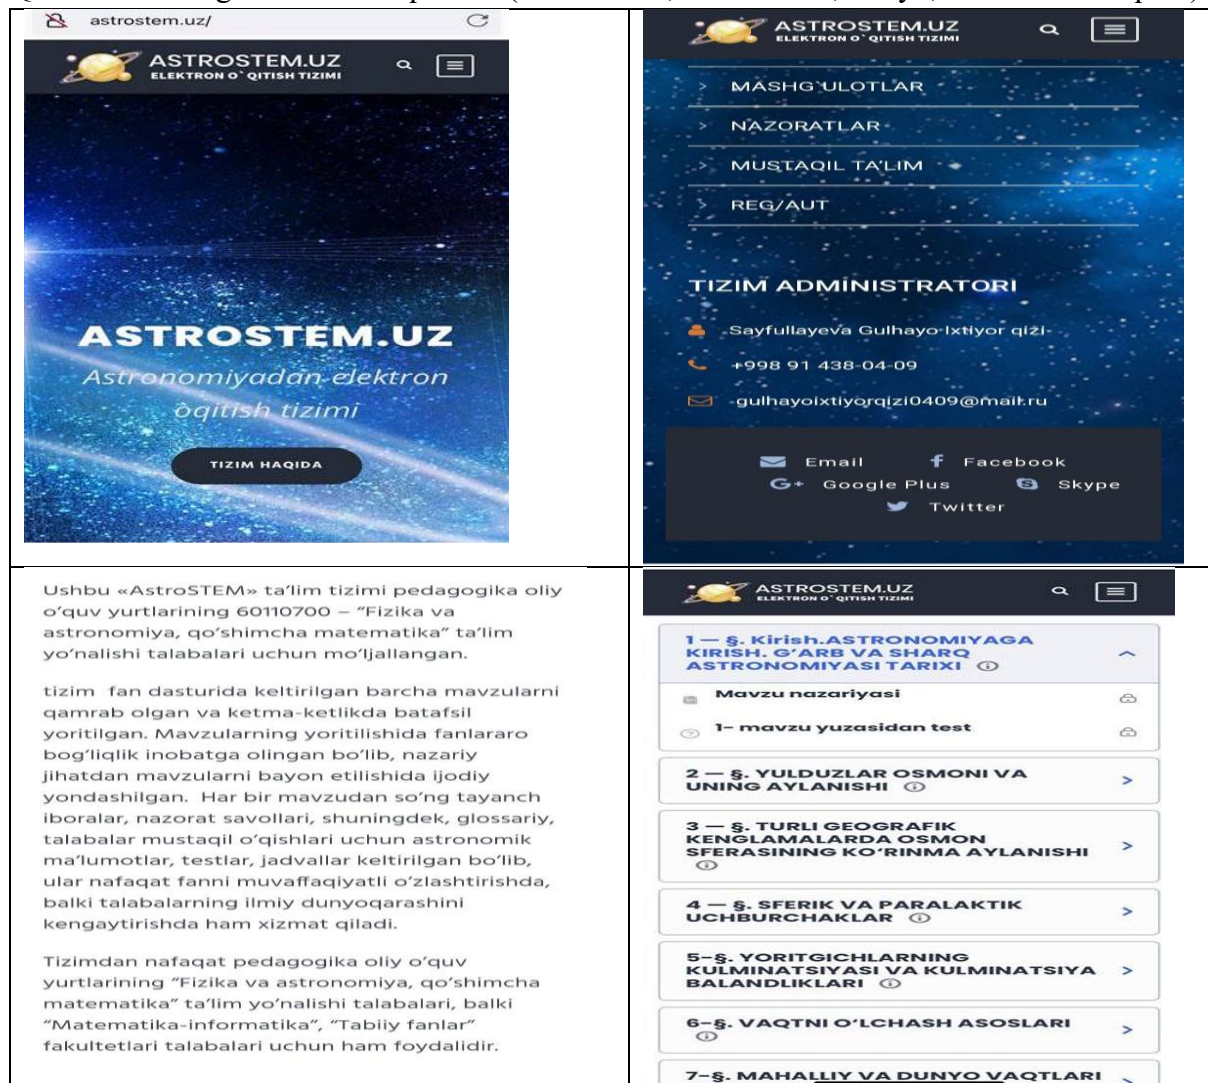 astrostem.uz/
ASTROSTEM.UZ
ELEKTRON O`QITISH TIZIMI
ASTROSTEM.UZ
Astronomiyadan elektron
o`qitish tizimi
TIZIM HAQIDA
ASTROSTEM.UZ
ELEKTRON O`QITISH TIZIMI
> MASHG`ULOTLAR
> NAZORATLAR
> MUSTAQIL TA'LIM
> REG/AUT
TIZIM ADMINISTRATORI
Sayfullayeva Gulhayo Ixtiyor qizi
+998 91 438-04-09
gulhayoixtiyorqizi0409@mail.ru
Email Facebook
G+ Google Plus Skype
Twitter
Ushbu «AstroSTEM» ta’lim tizimi pedagogika oliy
o’quv yurtlarining 60110700 – “Fizika va
astronomiya, qo’shimcha matematika” ta’lim
yo’nalishi talabalari uchun mo’ljallangan.
tizim fan dasturida keltirilgan barcha mavzularni
qamrab olgan va ketma-ketlikda batafsil
yoritilgan. Mavzularning yoritilishida fanlararo
bog’liqlik inobatga olingan bo’lib, nazariy
jihatdan mavzularni bayon etilishida ijodiy
yondashilgan. Har bir mavzudan so’ng tayanch
iboralar, nazorat savollari, shuningdek, glossariy,
talabalar mustaqil o’qishlari uchun astronomik
ma’lumotlar, testlar, jadvallar keltirilgan bo’lib,
ular nafaqat fanni muvaffaqiyatli o’zlashtirishda,
balki talabalarning ilmiy dunyoqarashini
kengaytirishda ham xizmat qiladi.
Tizimdan nafaqat pedagogika oliy o’quv
yurtlarining “Fizika va astronomiya, qo’shimcha
matematika” ta’lim yo’nalishi talabalari, balki
“Matematika-informatika”, “Tabiiy fanlar”
fakultetlari talabalari uchun ham foydalidir.
ASTROSTEM.UZ
ELEKTRON O`QITISH TIZIMI
1 — §. Kirish.ASTRONOMIYAGA
KIRISH. G‘ARB VA SHARQ
ASTRONOMIYASI TARIXI
Mavzu nazariyasi
1– mavzu yuzasidan test
2 — §. YULDUZLAR OSMONI VA
UNING AYLANISHI
3 — §. TURLI GEOGRAFIK
KENGLAMALARDA OSMON
SFERASINING KO‘RINMA AYLANISHI
4 — §. SFERIK VA PARALAKTIK
UCHBURCHAKLAR
5–§. YORITGICHLARNING
KULMINATSIYASI VA KULMINATSIYA
BALANDLIKLARI
6–§. VAQTNI O‘LCHASH ASOSLARI
7–§. MAHALLIY VA DUNYO VAQTLARI